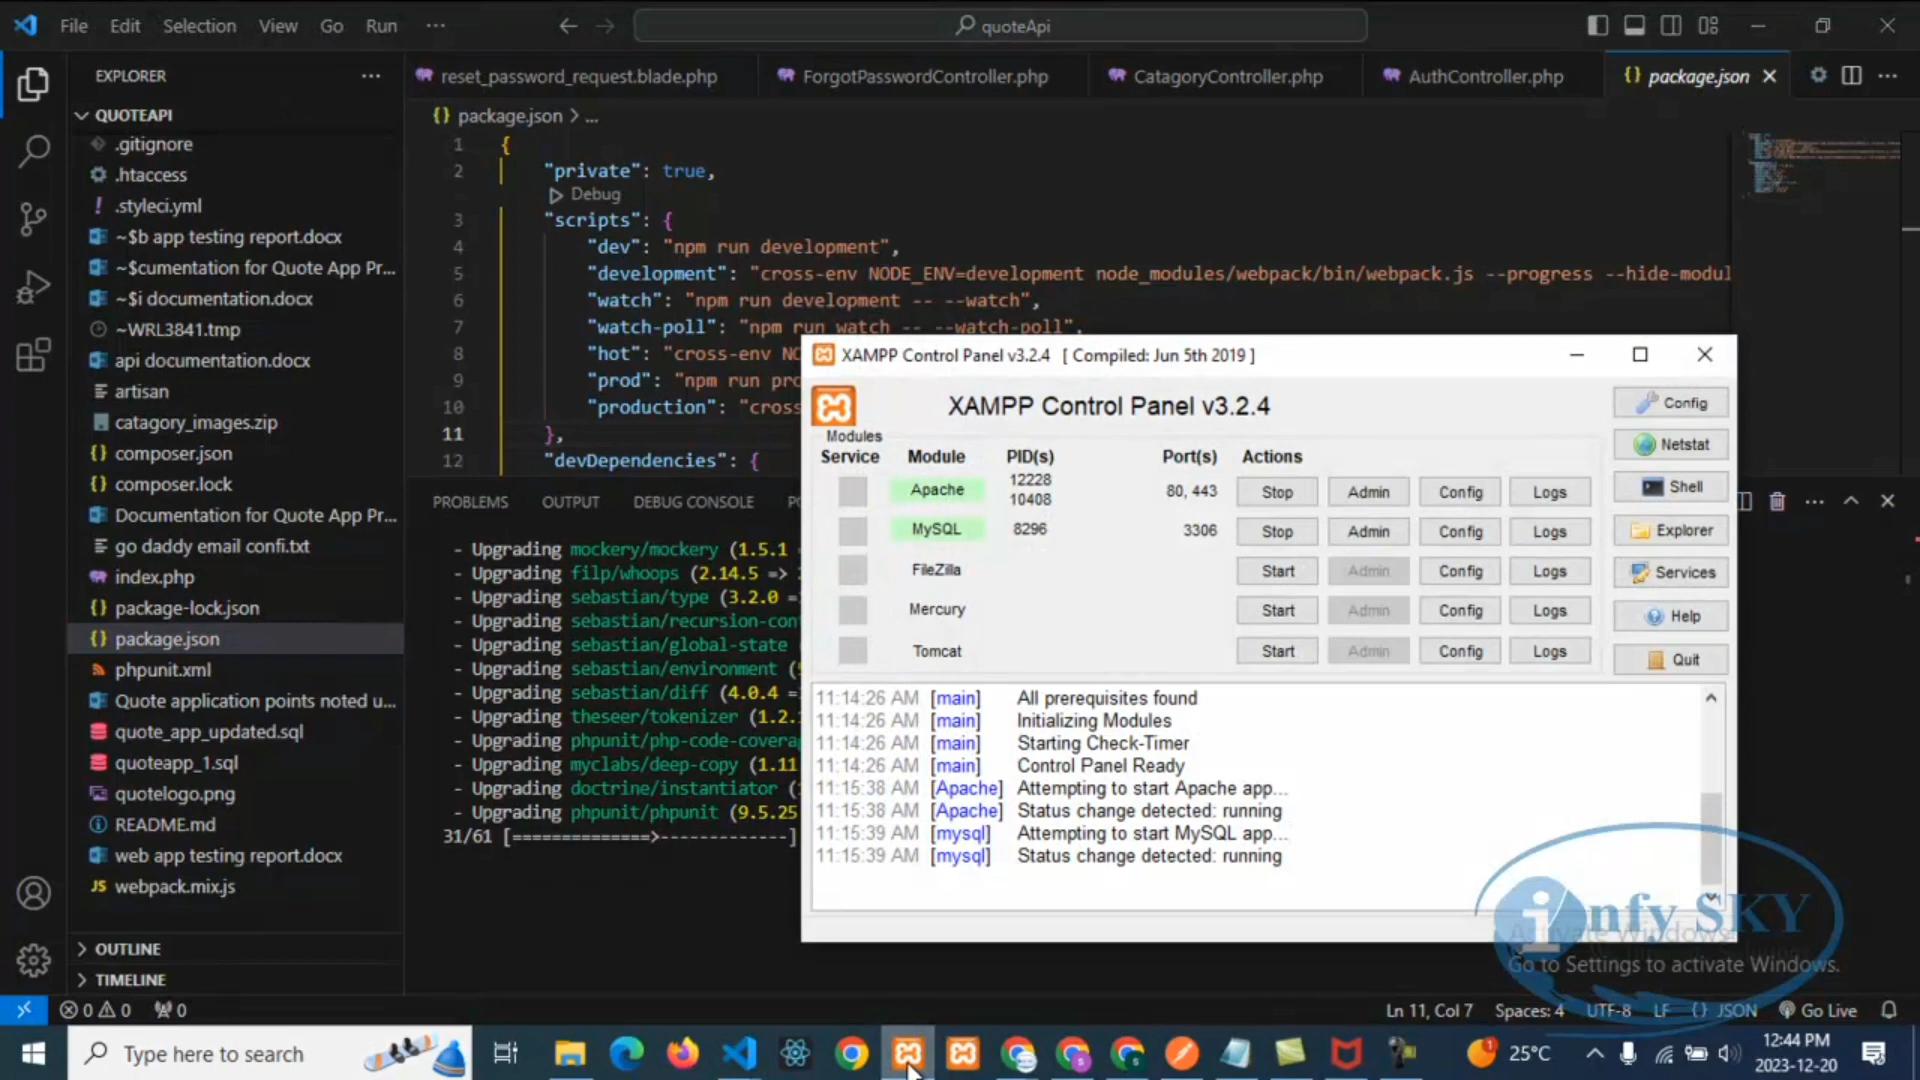 File Edit Selection View Go Run ··· quoteApi
EXPLORER ···
QUOTEAPI
.gitignore
.htaccess
.styleci.yml
~$b app testing report.docx
~$cumentation for Quote App Pr...
~$i documentation.docx
~WRL3841.tmp
api documentation.docx
artisan
catagory_images.zip
composer.json
composer.lock
Documentation for Quote App Pr...
go daddy email confi.txt
index.php
package-lock.json
package.json
phpunit.xml
Quote application points noted u...
quote_app_updated.sql
quoteapp_1.sql
quotelogo.png
README.md
web app testing report.docx
webpack.mix.js
OUTLINE
TIMELINE
reset_password_request.blade.php ForgotPasswordController.php CatagoryController.php AuthController.php {} package.json
{} package.json > ...
1 {
2 "private": true,
Debug
3 "scripts": {
4 "dev": "npm run development",
5 "development": "cross-env NODE_ENV=development node_modules/webpack/bin/webpack.js --progress --hide-modul
6 "watch": "npm run development -- --watch",
7 "watch-poll": "npm run watch -- --watch-poll",
8 "hot": "cross-env NO
9 "prod": "npm run pro
10 "production": "cross
11 },
12 "devDependencies": {
PROBLEMS OUTPUT DEBUG CONSOLE
- Upgrading mockery/mockery (1.5.1
- Upgrading filp/whoops (2.14.5 =>
- Upgrading sebastian/type (3.2.0 =
- Upgrading sebastian/recursion-con
- Upgrading sebastian/global-state
- Upgrading sebastian/environment (
- Upgrading sebastian/diff (4.0.4 =
- Upgrading theseer/tokenizer (1.2.
- Upgrading phpunit/php-code-covera
- Upgrading myclabs/deep-copy (1.11
- Upgrading doctrine/instantiator (
- Upgrading phpunit/phpunit (9.5.25
31/61 [==============>-------------]
XAMPP Control Panel v3.2.4 [ Compiled: Jun 5th 2019 ]
XAMPP Control Panel v3.2.4
Modules
Service Module PID(s) Port(s) Actions
Apache 12228 10408 80, 443 Stop Admin Config Logs
MySQL 8296 3306 Stop Admin Config Logs
FileZilla Start Admin Config Logs
Mercury Start Admin Config Logs
Tomcat Start Admin Config Logs
Config
Netstat
Shell
Explorer
Services
Help
Quit
11:14:26 AM [main] All prerequisites found
11:14:26 AM [main] Initializing Modules
11:14:26 AM [main] Starting Check-Timer
11:14:26 AM [main] Control Panel Ready
11:15:38 AM [Apache] Attempting to start Apache app...
11:15:38 AM [Apache] Status change detected: running
11:15:39 AM [mysql] Attempting to start MySQL app...
11:15:39 AM [mysql] Status change detected: running
infy SKY
Activate Windows
Go to Settings to activate Windows.
0 0 0 Ln 11, Col 7 Spaces: 4 UTF-8 LF {} JSON Go Live
Type here to search 1 25°C 12:44 PM
2023-12-20